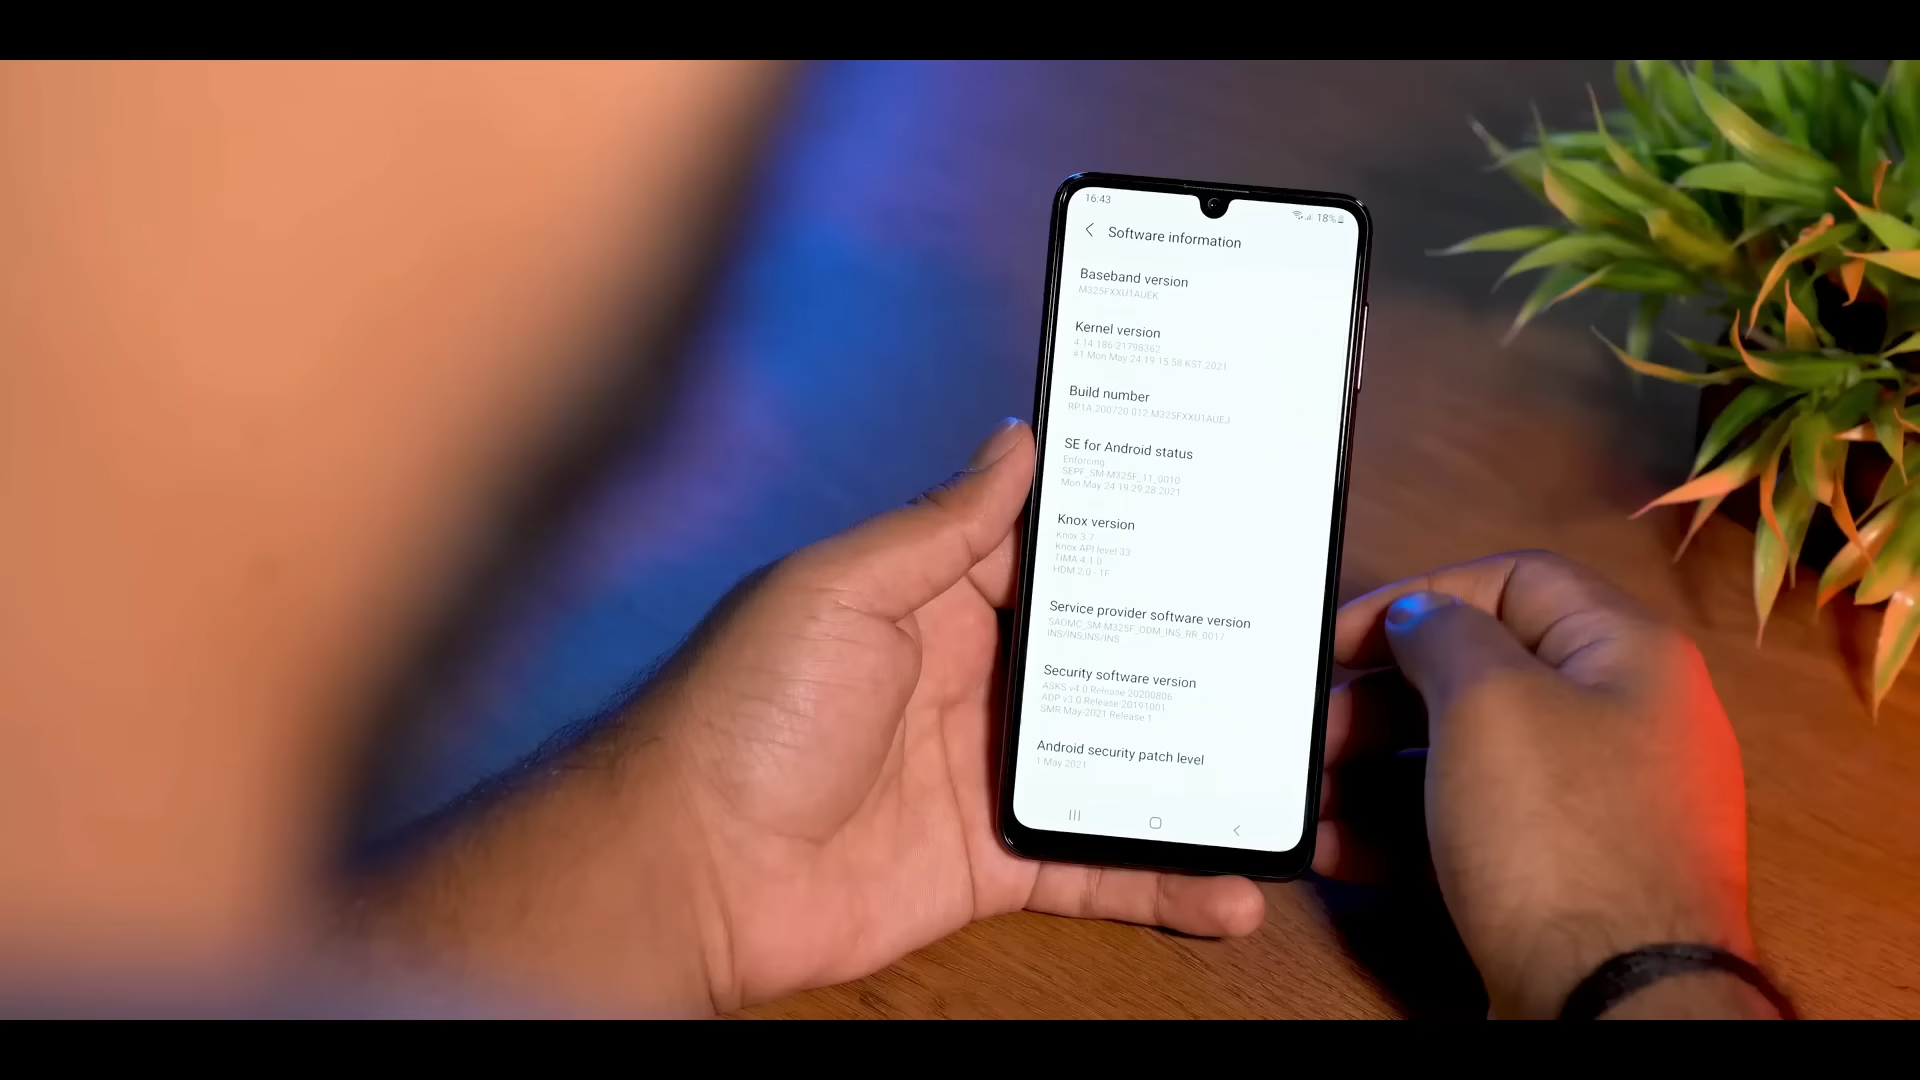 16:43
18%
Software information
Baseband version
M325FXXU1AUEK
Kernel version
4.14.186-21798362
#1 Mon May 24 19:15:58 KST 2021
Build number
RP1A.200720.012.M325FXXU1AUEJ
SE for Android status
Enforcing
SEPF_SM-M325F_11_0010
Mon May 24 19:29:28 2021
Knox version
Knox 3.7
Knox API level 33
TIMA 4.1.0
HDM 2.0 - 1F
Service provider software version
SAOMC_SM-M325F_ODM_INS_RR_0017
INS/INS,INS/INS
Security software version
ASKS v4.0 Release 20200806
ADP v3.0 Release 20191001
SMR May-2021 Release 1
Android security patch level
1 May 2021